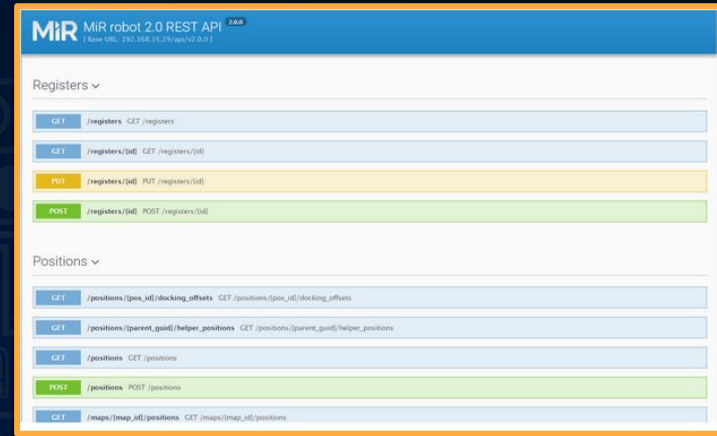 MiR MiR robot 2.0 REST API 2.0.0
[ Base URL: 192.168.15.29/api/v2.0.0 ]
Registers
GET /registers GET /registers
GET /registers/{id} GET /registers/{id}
PUT /registers/{id} PUT /registers/{id}
POST /registers/{id} POST /registers/{id}
Positions
GET /positions/{pos_id}/docking_offsets GET /positions/{pos_id}/docking_offsets
GET /positions/{parent_guid}/helper_positions GET /positions/{parent_guid}/helper_positions
GET /positions GET /positions
POST /positions POST /positions
GET /maps/{map_id}/positions GET /maps/{map_id}/positions